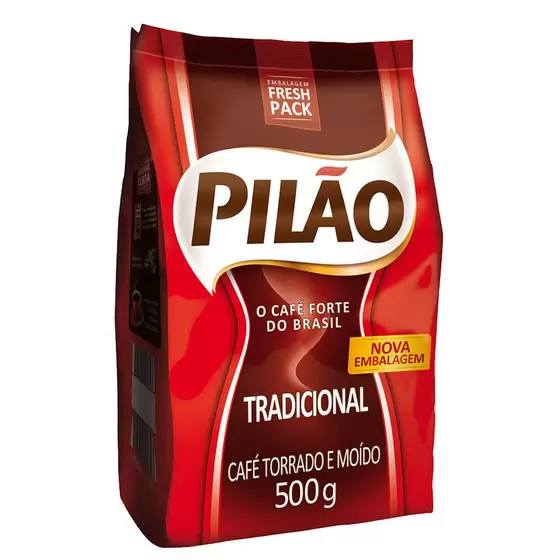 EMBALAGEM
FRESH
PACK
PILÃO
O CAFÉ FORTE
DO BRASIL
NOVA
EMBALAGEM
TRADICIONAL
CAFÉ TORRADO E MOÍDO
500g